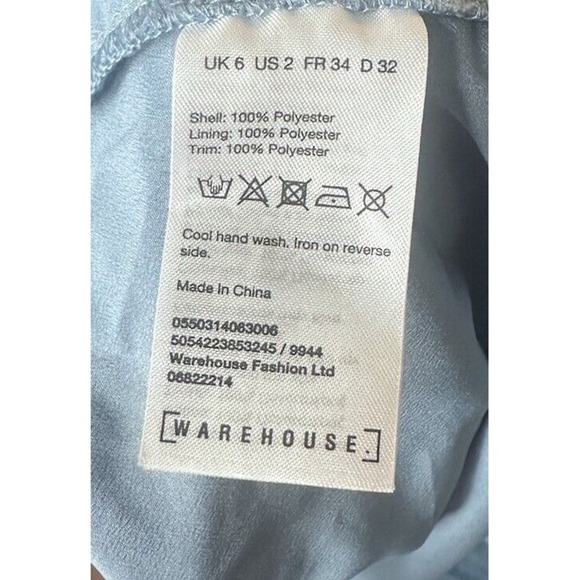 UK 6 US 2 FR 34 D 32
Shell: 100% Polyester
Lining: 100% Polyester
Trim: 100% Polyester
Cool hand wash. Iron on reverse
side.
Made In China
0550314063006
5054223853245 / 9944
Warehouse Fashion Ltd
06822214
[WAREHOUSE.]